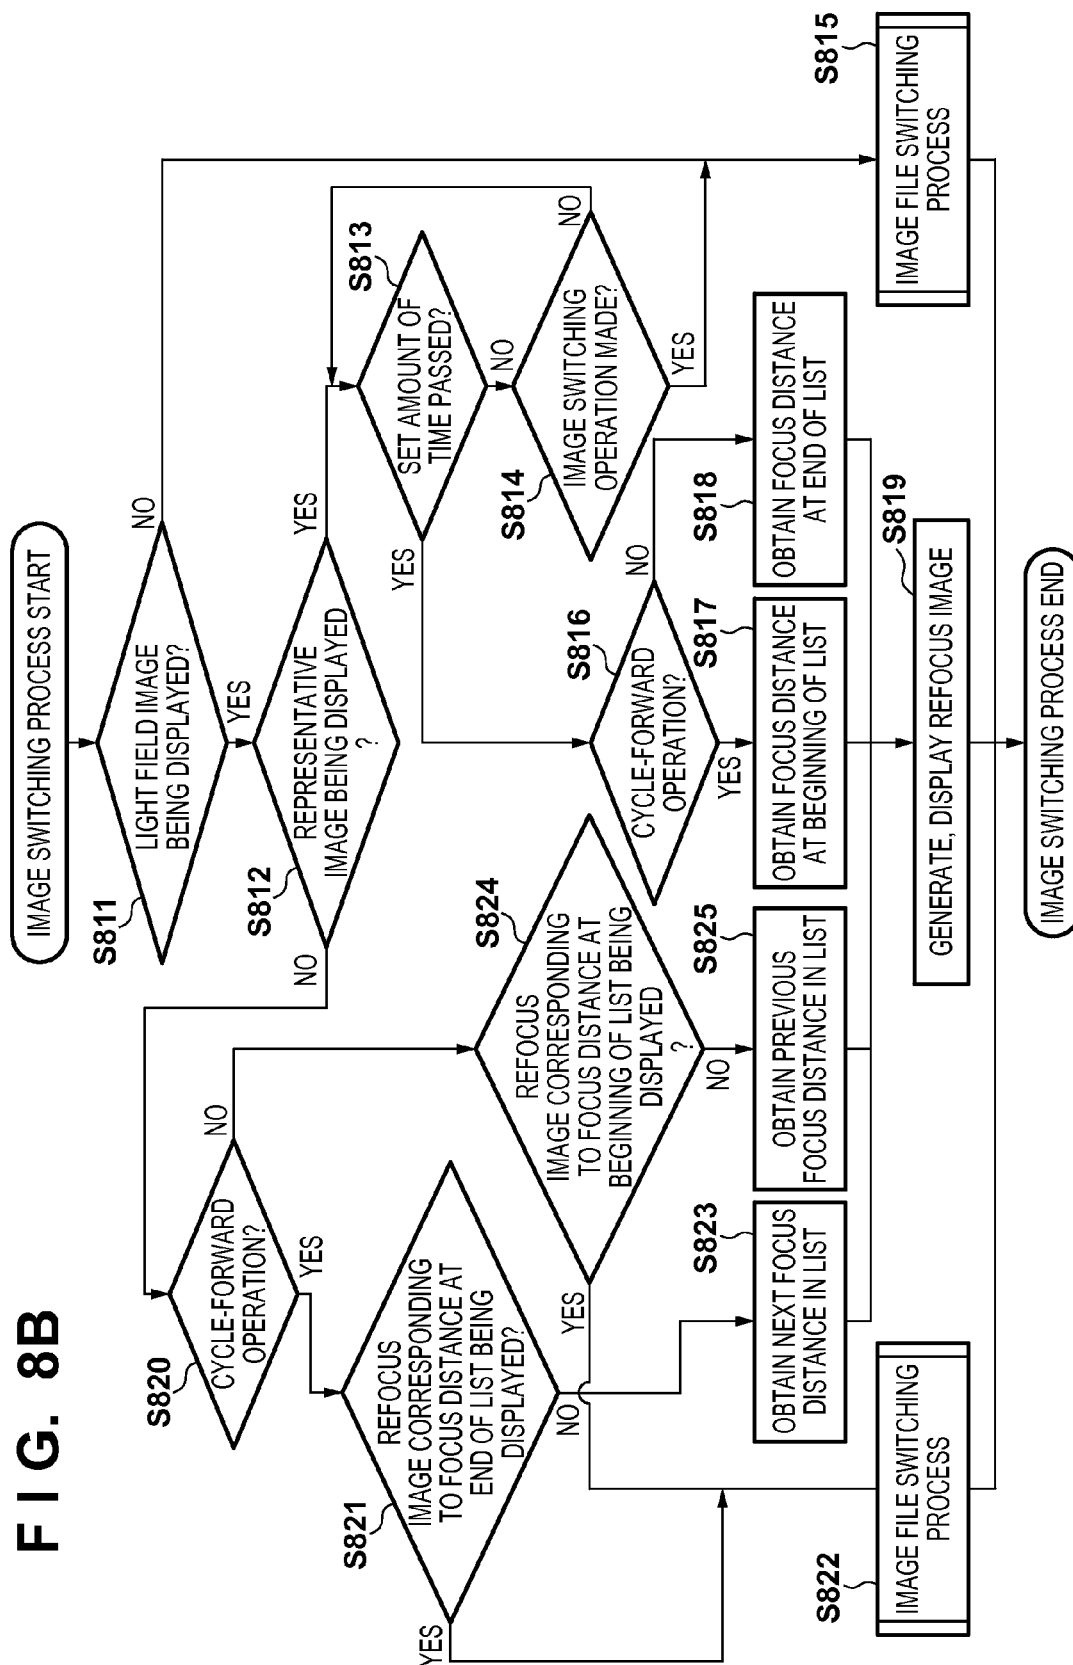 FIG. 8B
IMAGE SWITCHING PROCESS START
S811
LIGHT FIELD IMAGE
BEING DISPLAYED?
NO
YES
S812
REPRESENTATIVE
IMAGE BEING DISPLAYED
?
NO
YES
S813
SET AMOUNT OF
TIME PASSED?
YES
NO
S814
IMAGE SWITCHING
OPERATION MADE?
NO
YES
S815
IMAGE FILE SWITCHING
PROCESS
S816
CYCLE-FORWARD
OPERATION?
NO
YES
S817
OBTAIN FOCUS DISTANCE
AT BEGINNING OF LIST
S818
OBTAIN FOCUS DISTANCE
AT END OF LIST
S819
GENERATE, DISPLAY REFOCUS IMAGE
S820
CYCLE-FORWARD
OPERATION?
NO
YES
S821
REFOCUS
IMAGE CORRESPONDING
TO FOCUS DISTANCE AT
END OF LIST BEING
DISPLAYED?
YES
NO
S822
IMAGE FILE SWITCHING
PROCESS
S823
OBTAIN NEXT FOCUS
DISTANCE IN LIST
S824
REFOCUS
IMAGE CORRESPONDING
TO FOCUS DISTANCE AT
BEGINNING OF LIST BEING
DISPLAYED
?
YES
NO
S825
OBTAIN PREVIOUS
FOCUS DISTANCE IN LIST
IMAGE SWITCHING PROCESS END